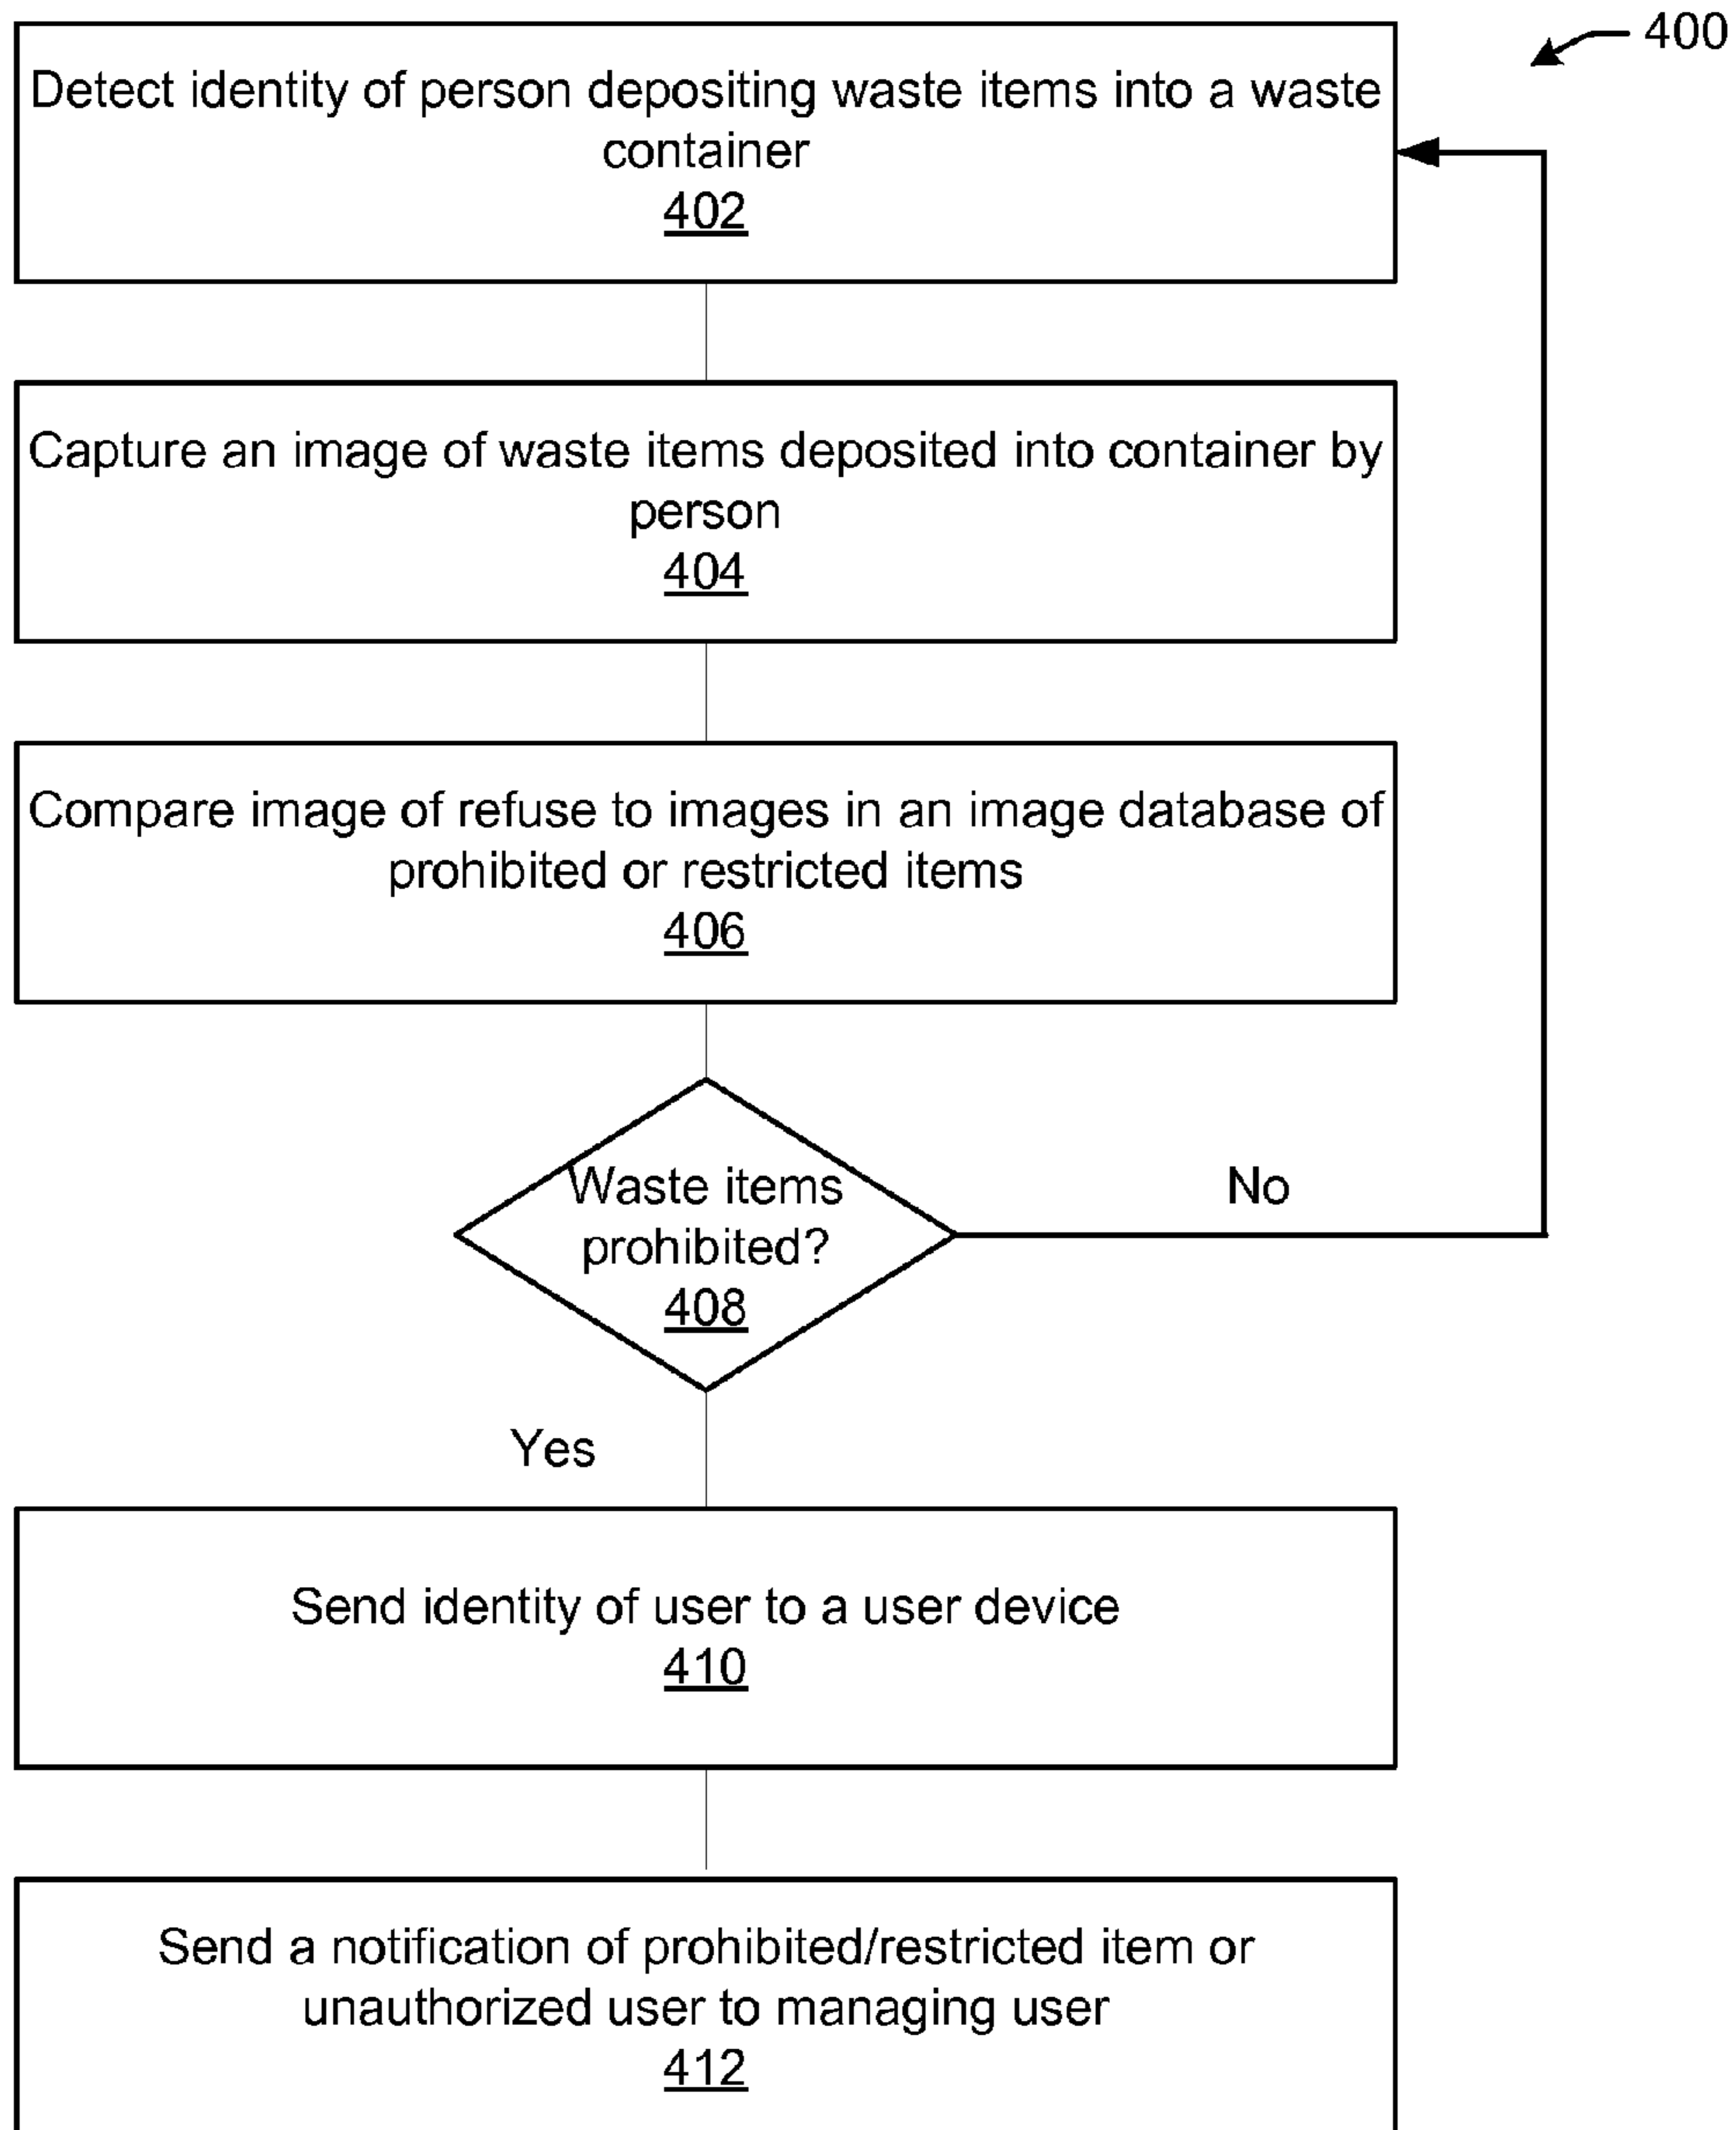 400
Detect identity of person depositing waste items into a waste
container
402
Capture an image of waste items deposited into container by
person
404
Compare image of refuse to images in an image database of
prohibited or restricted items
406
Waste items
prohibited?
408
No
Yes
Send identity of user to a user device
410
Send a notification of prohibited/restricted item or
unauthorized user to managing user
412